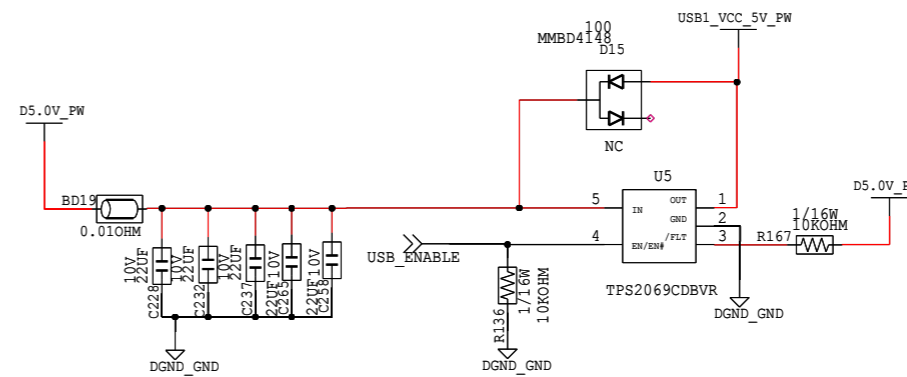 USB1_VCC_5V_PW
100
MMBD4148
D15
NC
D5.0V_PW
BD19
0.01OHM
U5
5
IN
OUT
1
GND
2
4
EN/EN#
/FLT
3
TPS2069CDBVR
D5.0V_P
1/16W
10KOHM
R167
DGND_GND
USB_ENABLE
R136
1/16W
10KOHM
DGND_GND
10V
22UF
C228
10V
22UF
C232
10V
22UF
C237
10V
22UF
C265
10V
22UF
C258
DGND_GND